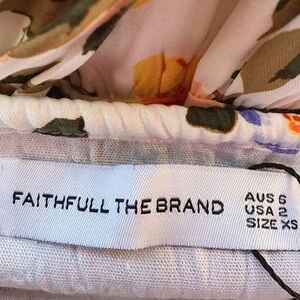 FAITHFULL THE BRAND
AUS 6
USA 2
SIZE XS